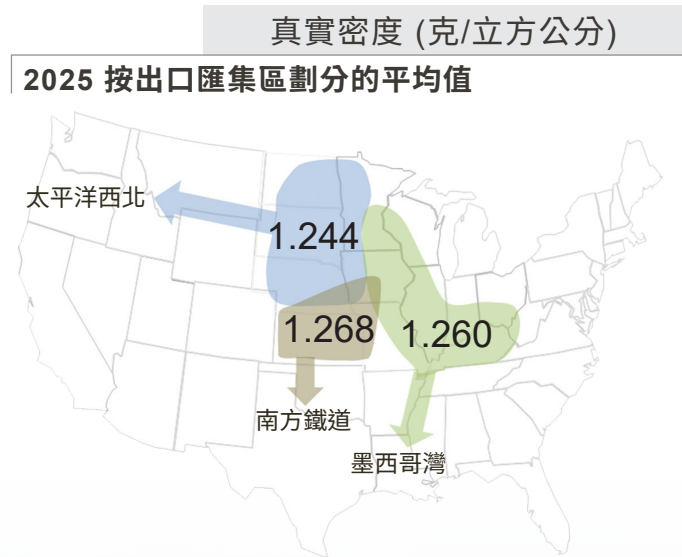 真實密度 (克/立方公分)
2025 按出口匯集區劃分的平均值
太平洋西北
1.244
1.268
1.260
南方鐵道
墨西哥灣